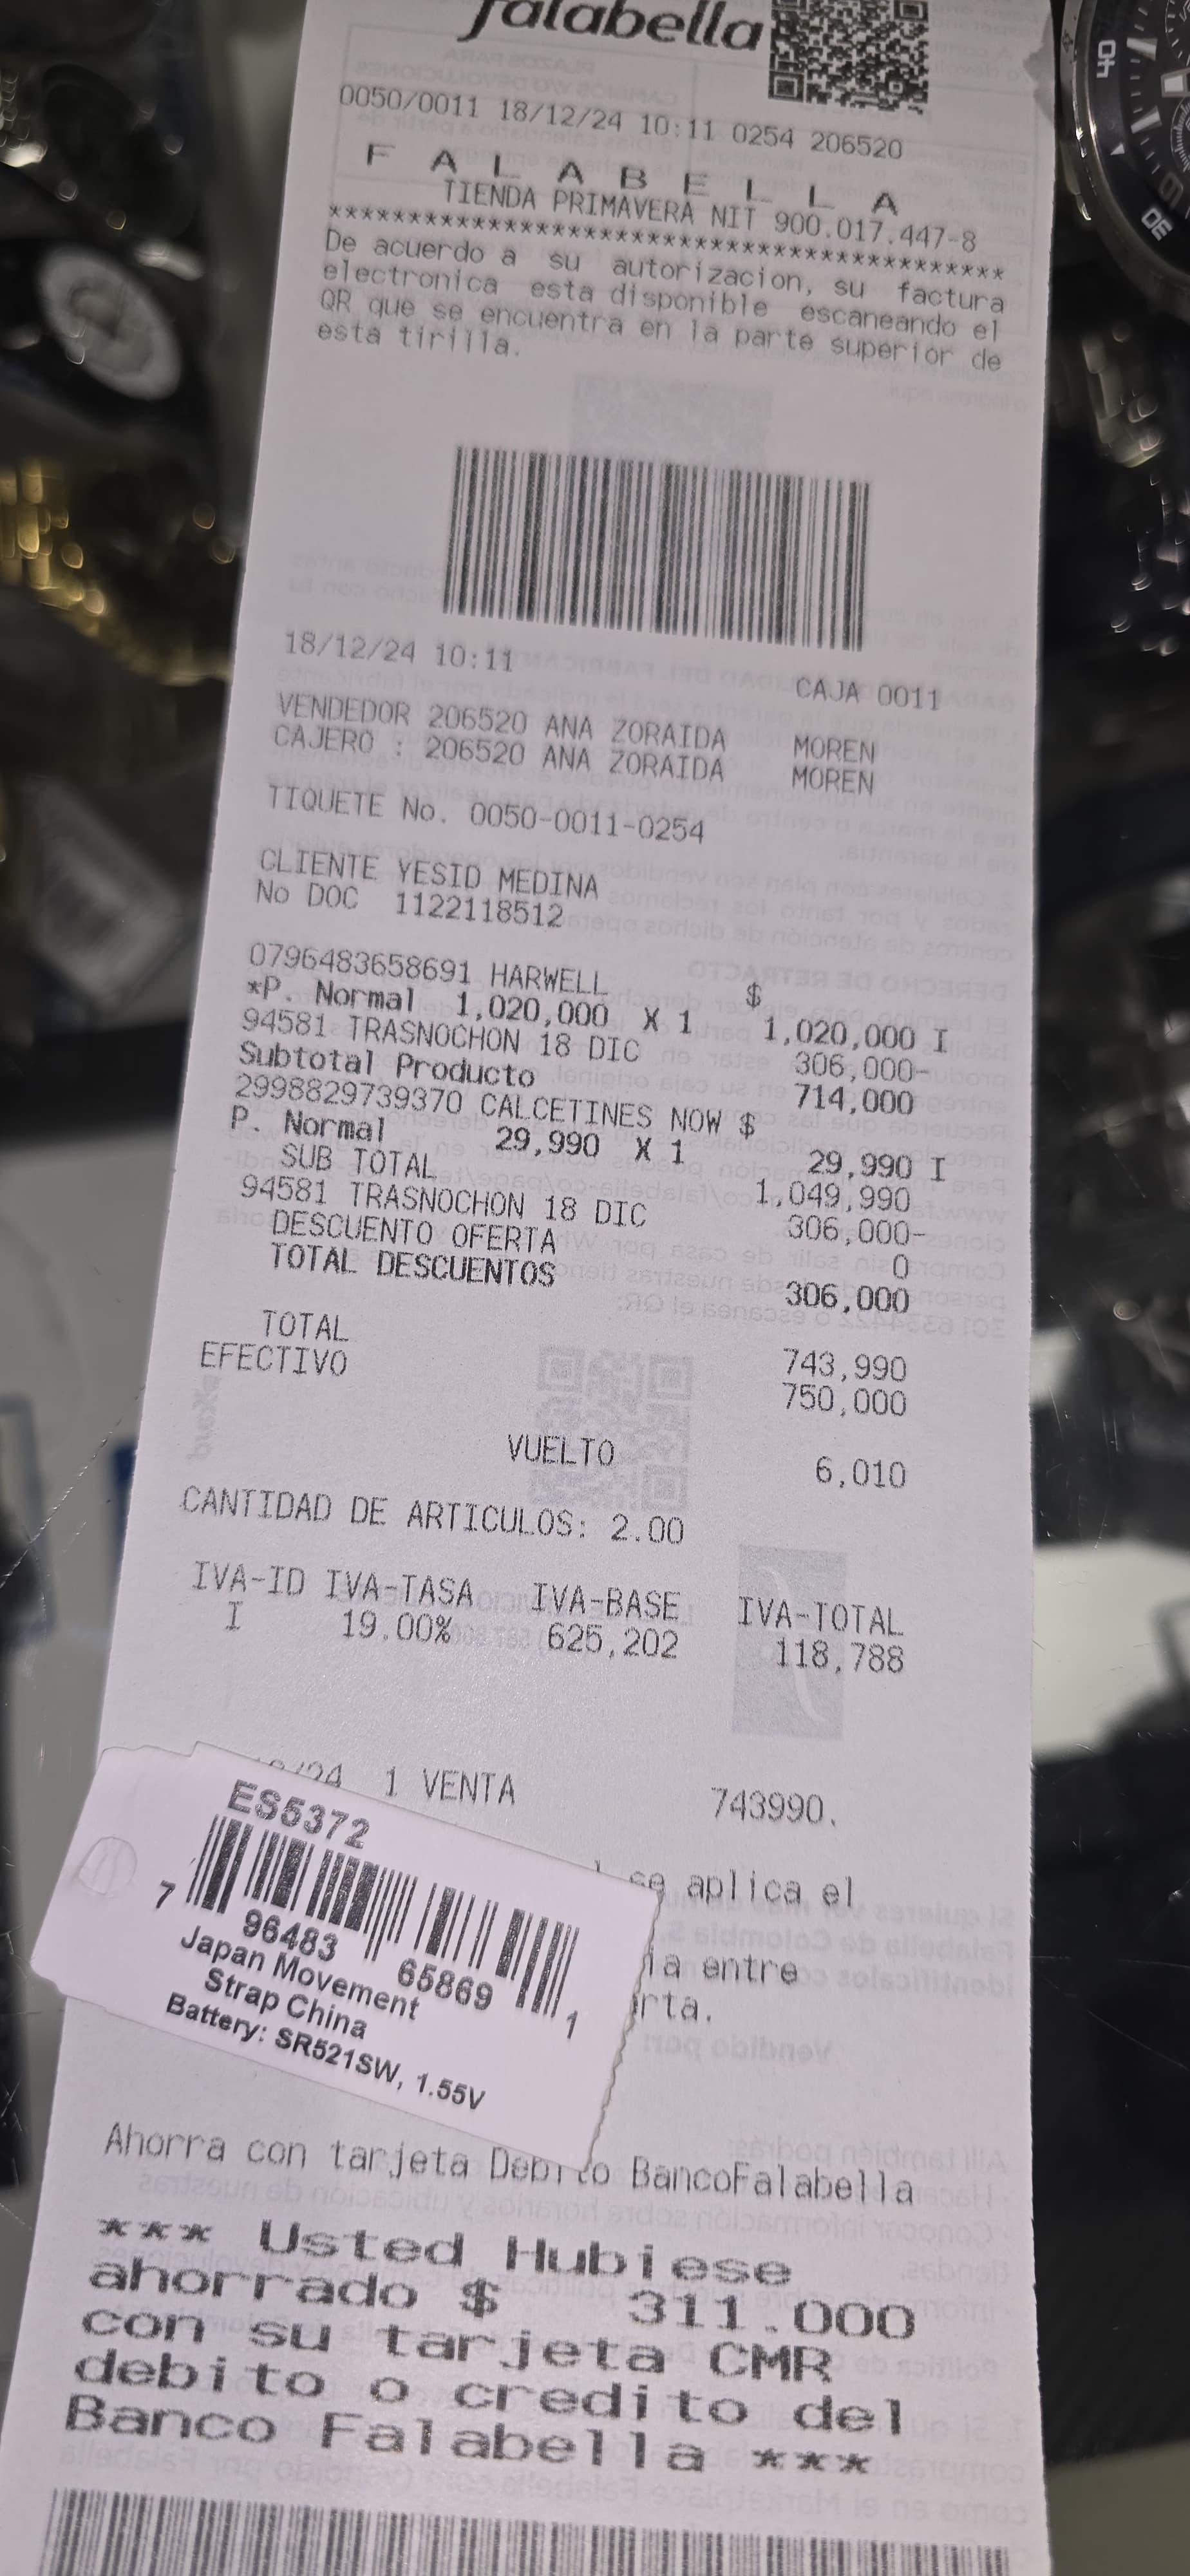 falabella
0050/0011 18/12/24 10:11 0254 206520
F A L A B E L L A
TIENDA PRIMAVERA NIT 900.017.447-8
******************************************
De acuerdo a su autorizacion, su factura
electronica esta disponible escaneando el
QR que se encuentra en la parte superior de
esta tirilla.
18/12/24 10:11 CAJA 0011
VENDEDOR 206520 ANA ZORAIDA MOREN
CAJERO : 206520 ANA ZORAIDA MOREN
TIQUETE No. 0050-0011-0254
CLIENTE YESID MEDINA
No DOC 1122118512
0796483658691 HARWELL $
*P. Normal 1,020,000 X 1 1,020,000 I
94581 TRASNOCHON 18 DIC 306,000-
Subtotal Producto 714,000
2998829739370 CALCETINES NOW $
P. Normal 29,990 X 1 29,990 I
SUB TOTAL 1,049,990
94581 TRASNOCHON 18 DIC 306,000-
DESCUENTO OFERTA 0
TOTAL DESCUENTOS 306,000
TOTAL 743,990
EFECTIVO 750,000
VUELTO 6,010
CANTIDAD DE ARTICULOS: 2.00
IVA-ID IVA-TASA IVA-BASE IVA-TOTAL
I 19.00% 625,202 118,788
/24 1 VENTA 743990.
se aplica el
entre
ES5372
7 96483 65869 1
Japan Movement
Strap China
Battery: SR521SW, 1.55V
Ahorra con tarjeta Debito BancoFalabella
*** Usted Hubiese
ahorrado $ 311.000
con su tarjeta CMR
debito o credito del
Banco Falabella ***
40
30